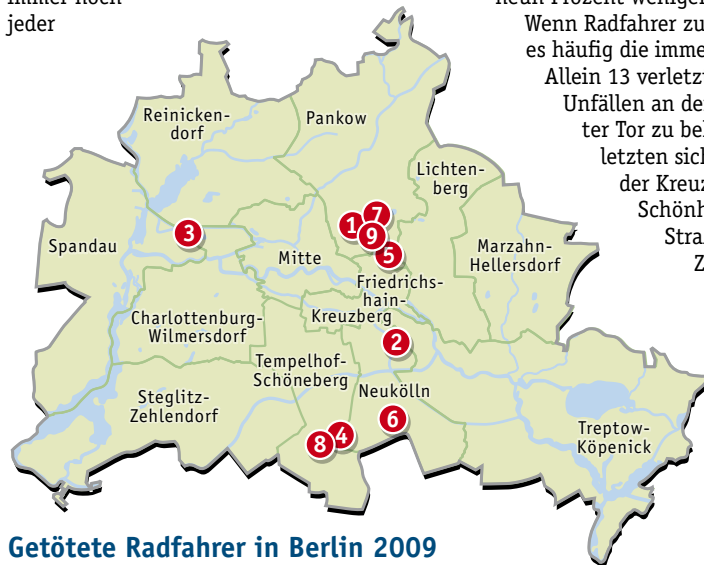 jeder
Wenn Radfahrer zu
es häufig die imme
Allein 13 verletz
Unfällen an de
ter Tor zu be
letzten sich
der Kreuz
Schönh
Stra
Z
Reinicken-
dorf
Pankow
Lichten-
berg
Spandau
3
Mitte
1
7
9
5
Marzahn-
Hellersdorf
Friedrichs-
hain-
Kreuzberg
Charlottenburg-
Wilmersdorf
2
Tempelhof-
Schöneberg
Steglitz-
Zehlendorf
Neukölln
6
8
4
Treptow-
Köpenick
Getötete Radfahrer in Berlin 2009